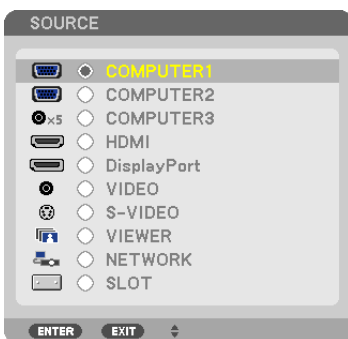 SOURCE
COMPUTER1
COMPUTER2
×5 COMPUTER3
HDMI
DisplayPort
VIDEO
S-VIDEO
VIEWER
NETWORK
SLOT
ENTER EXIT